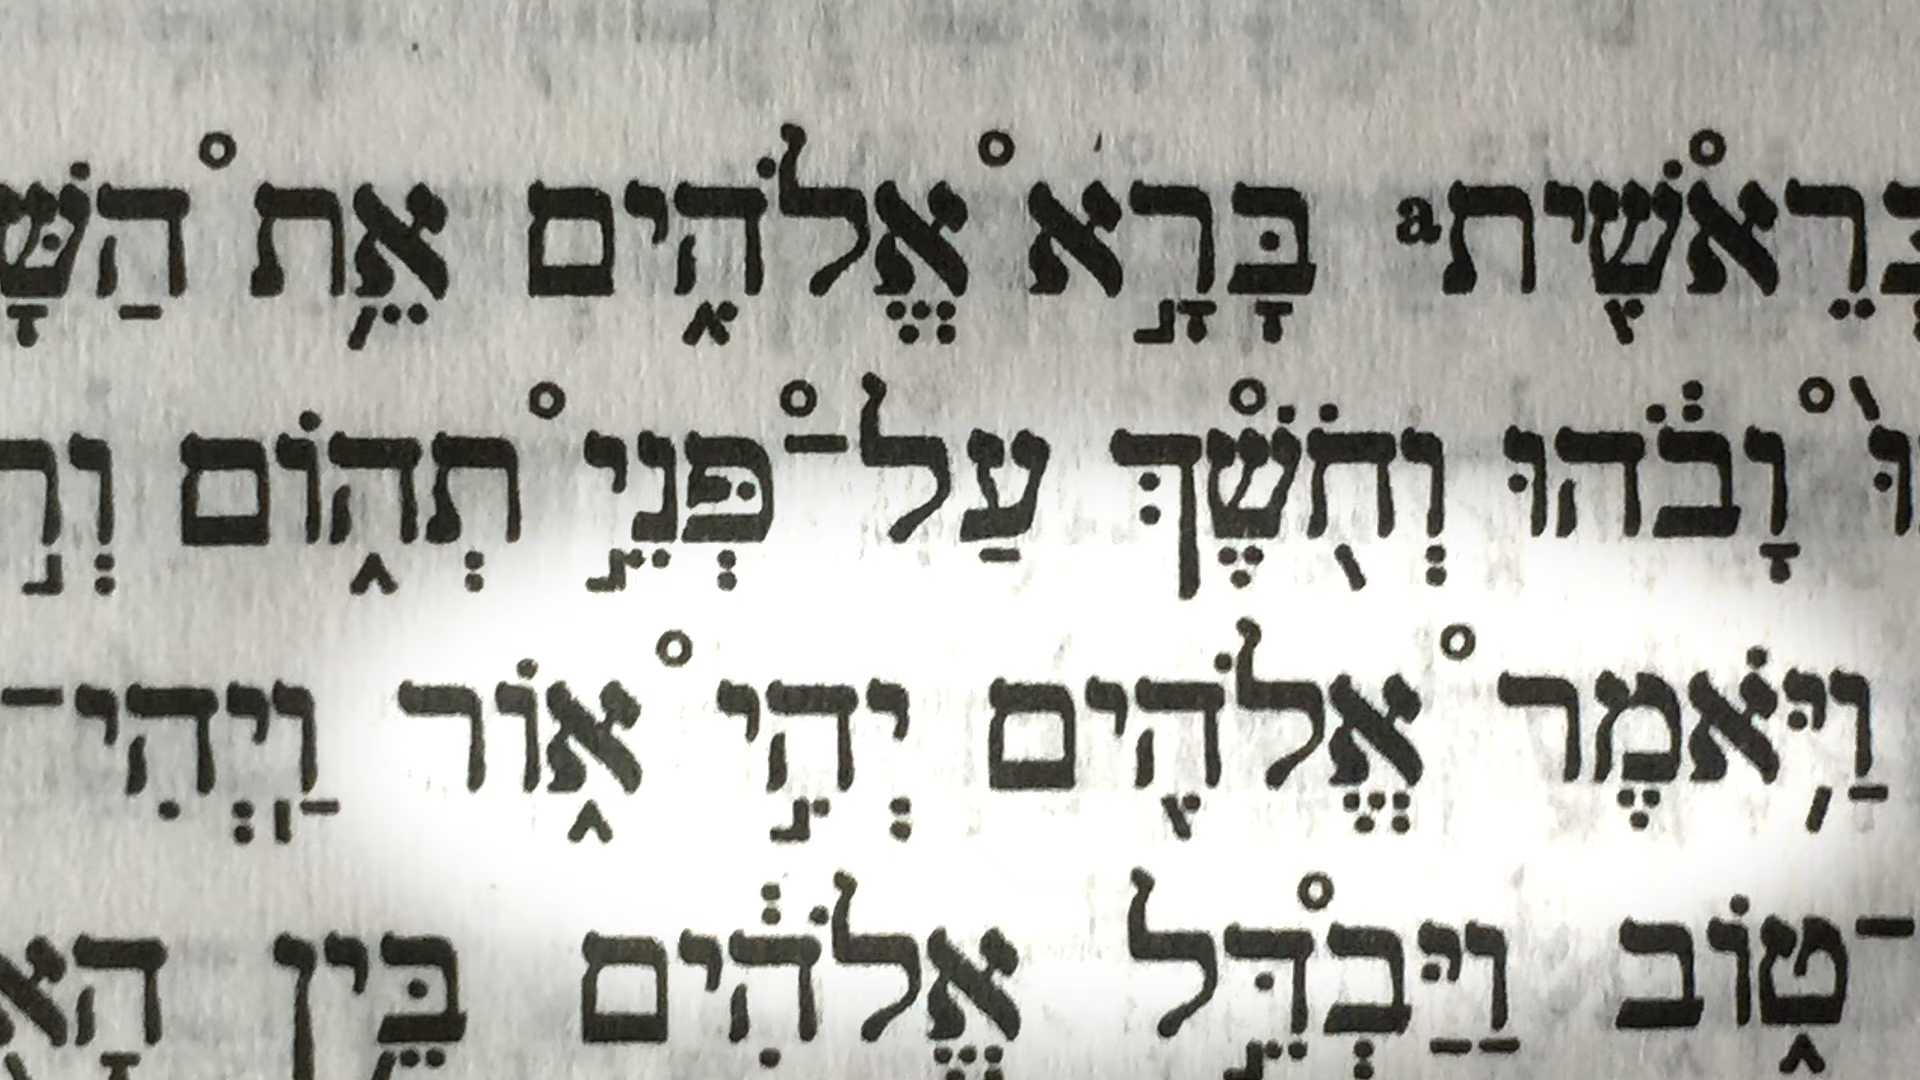 בְּרֵאשִׁ֖ית ᵃ בָּרָ֣א אֱלֹהִ֑ים אֵ֥ת הַשָּׁ
וּ֙ וָבֹ֔הוּ וְחֹ֖שֶׁךְ עַל־פְּנֵ֣י תְה֑וֹם וְר
וַיֹּ֥אמֶר אֱלֹהִ֖ים יְהִ֣י א֑וֹר וַֽיְהִי־
־ט֑וֹב וַיַּבְדֵּ֣ל אֱלֹהִ֔ים בֵּ֥ין הָא